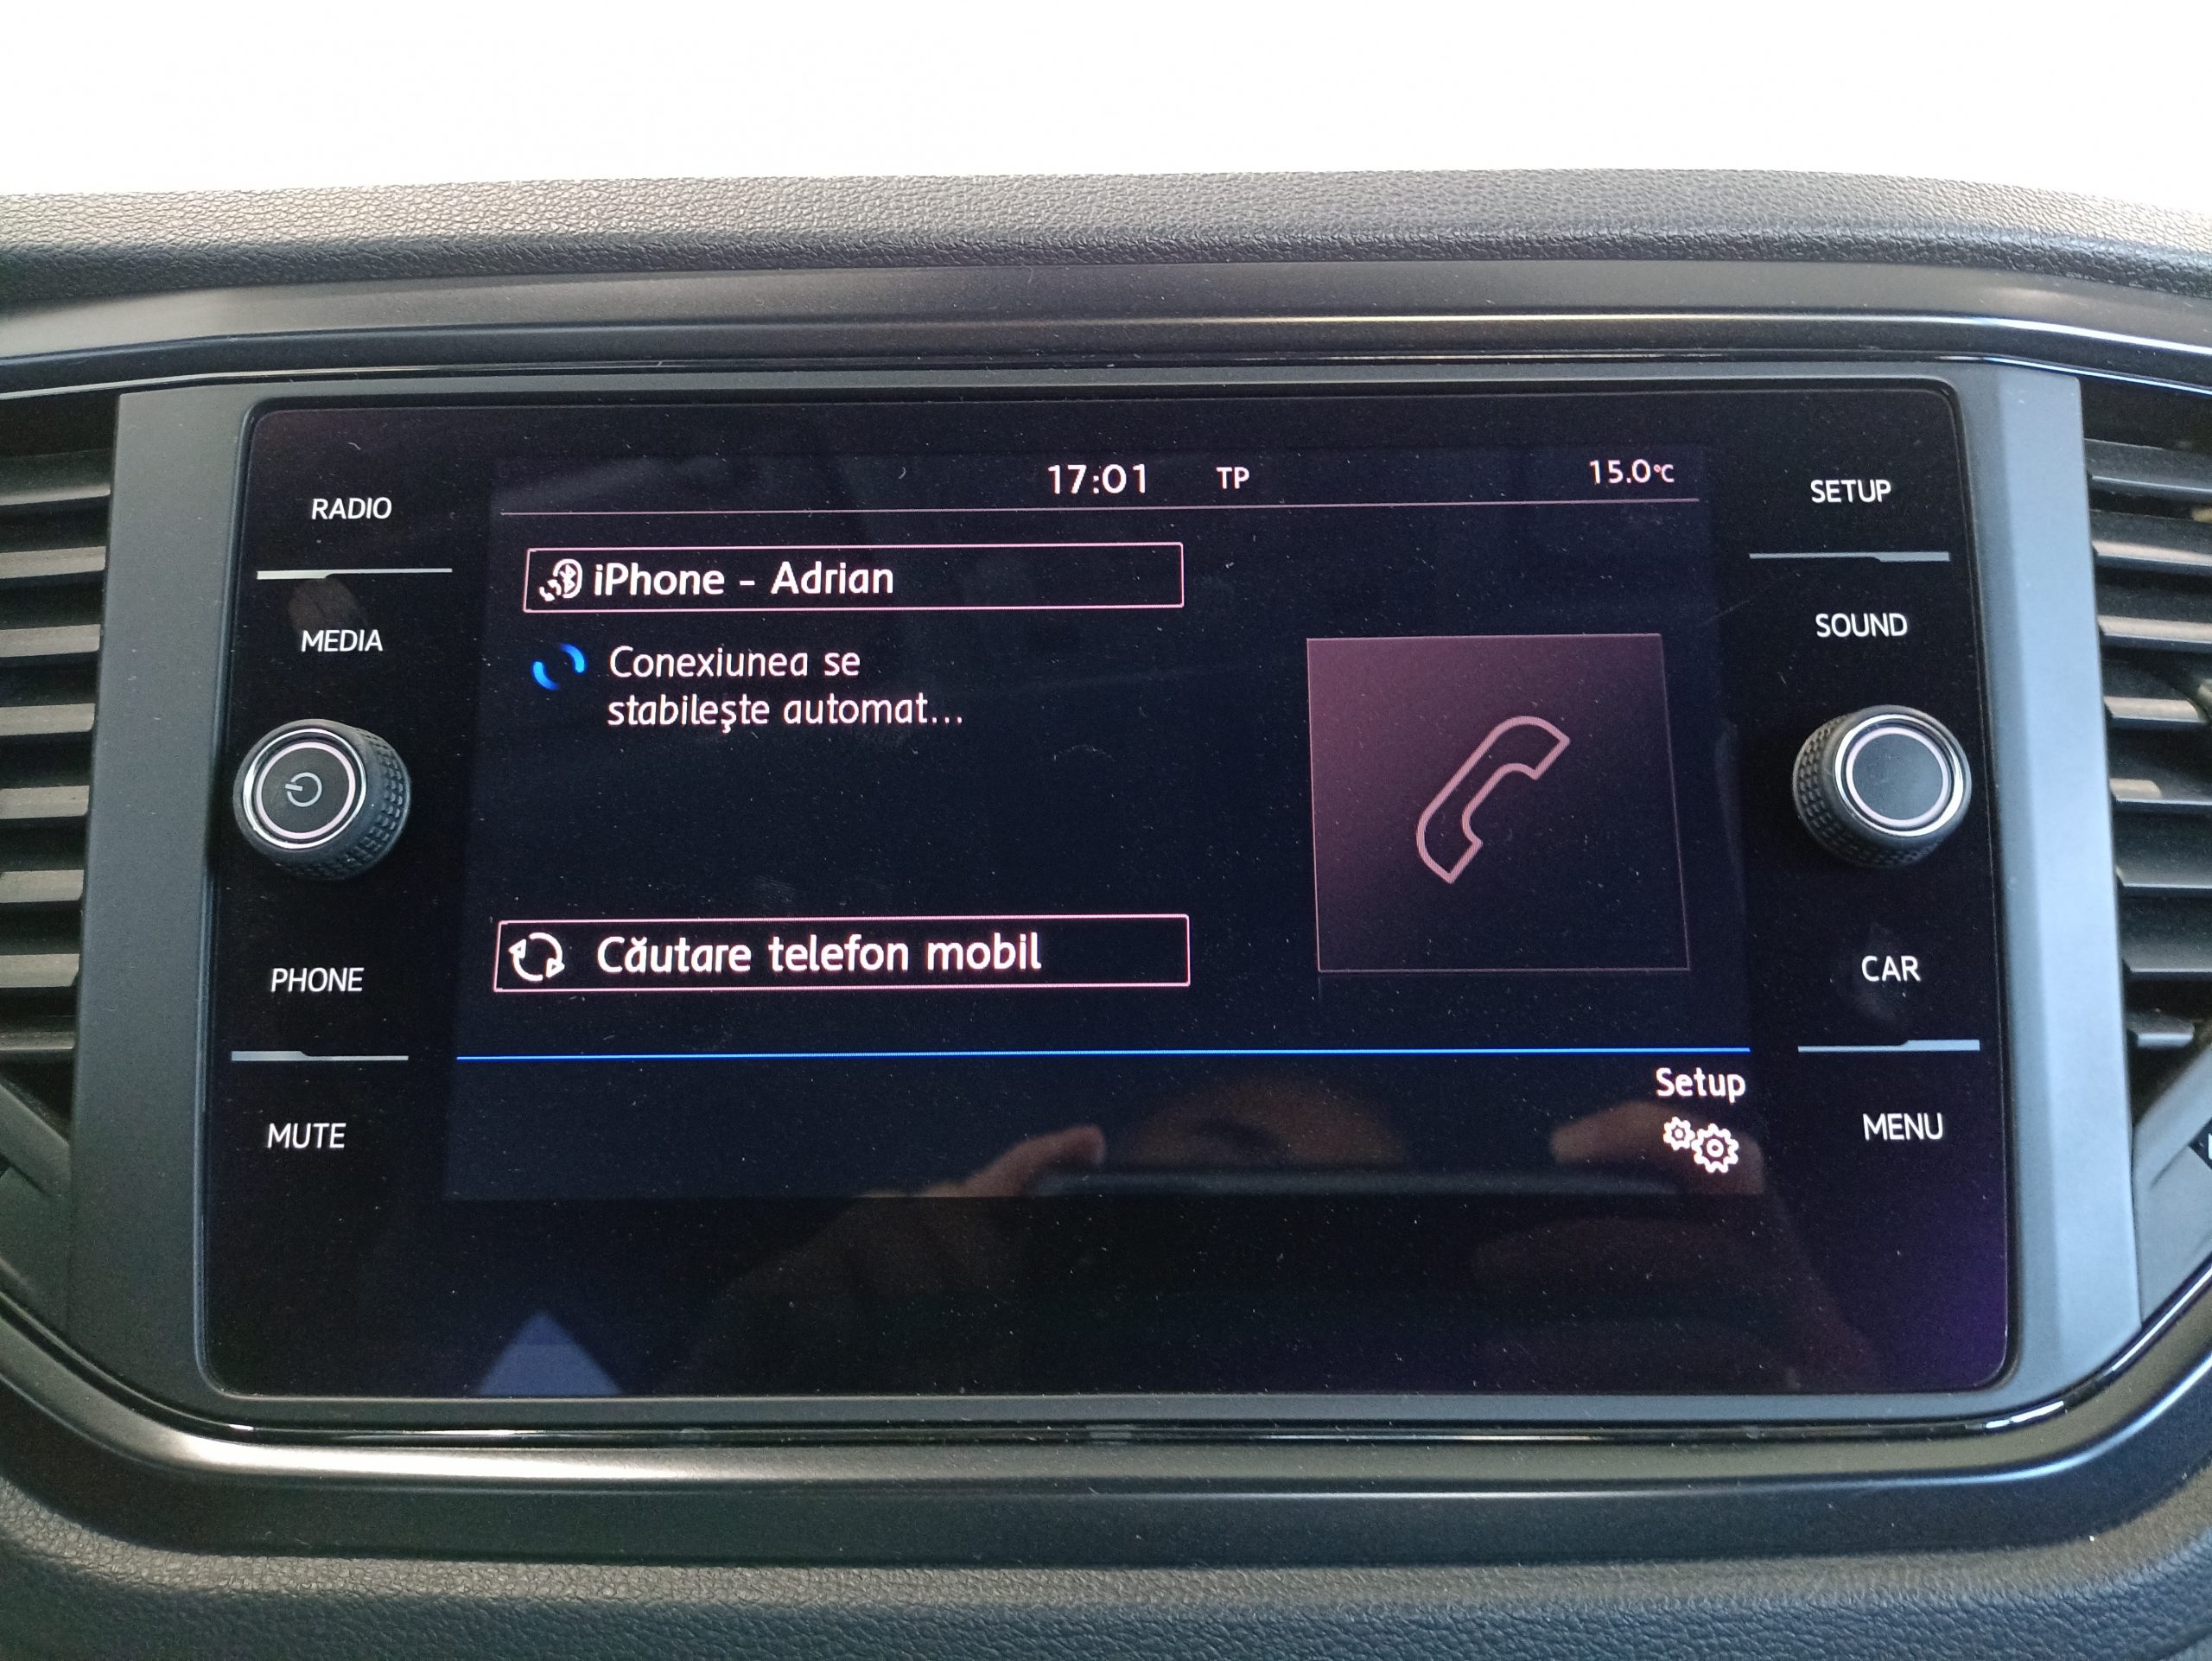 17:01 TP 15.0°C
RADIO
SETUP
iPhone - Adrian
MEDIA
SOUND
Conexiunea se
stabileşte automat...
Căutare telefon mobil
PHONE
CAR
Setup
MUTE
MENU